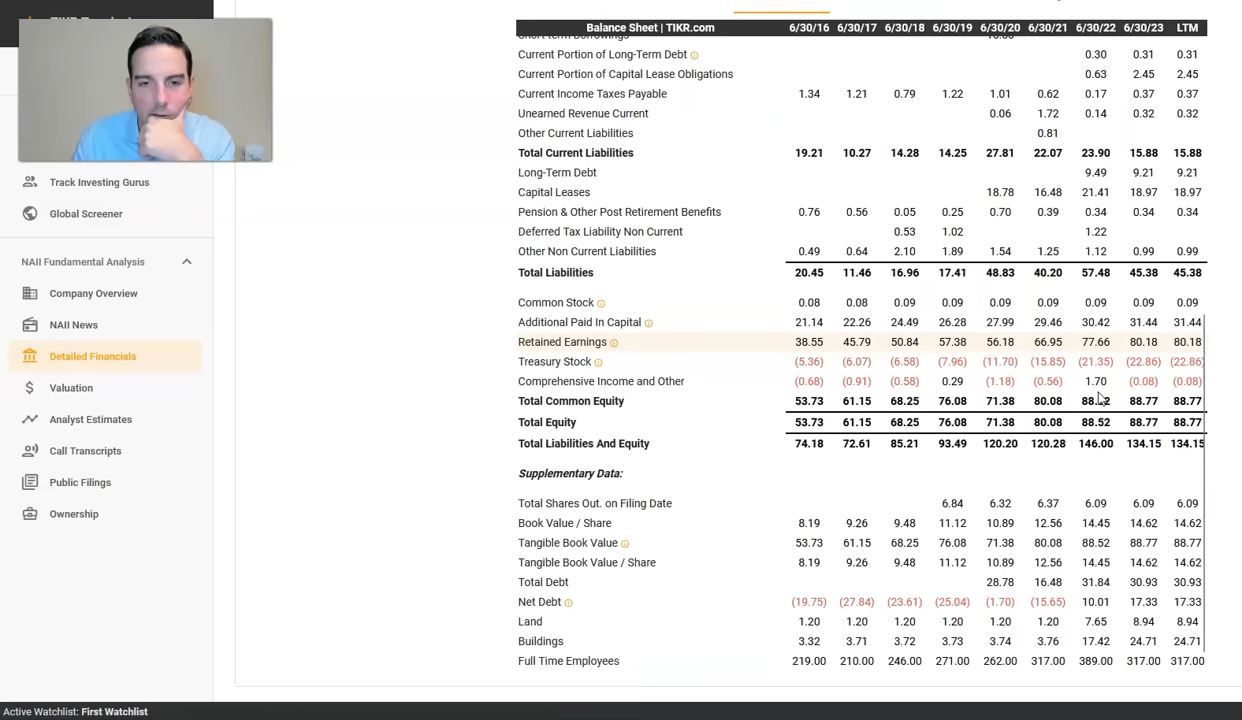 Balance Sheet | TIKR.com 6/30/16 6/30/17 6/30/18 6/30/19 6/30/20 6/30/21 6/30/22 6/30/23 LTM
Current Portion of Long-Term Debt 0.30 0.31 0.31
Current Portion of Capital Lease Obligations 0.63 2.45 2.45
Current Income Taxes Payable 1.34 1.21 0.79 1.22 1.01 0.62 0.17 0.37 0.37
Unearned Revenue Current 0.06 1.72 0.14 0.32 0.32
Other Current Liabilities 0.81
Total Current Liabilities 19.21 10.27 14.28 14.25 27.81 22.07 23.90 15.88 15.88
Long-Term Debt 9.49 9.21 9.21
Capital Leases 18.78 16.48 21.41 18.97 18.97
Pension & Other Post Retirement Benefits 0.76 0.56 0.05 0.25 0.70 0.39 0.34 0.34 0.34
Deferred Tax Liability Non Current 0.53 1.02 1.22
Other Non Current Liabilities 0.49 0.64 2.10 1.89 1.54 1.25 1.12 0.99 0.99
Total Liabilities 20.45 11.46 16.96 17.41 48.83 40.20 57.48 45.38 45.38
Common Stock 0.08 0.08 0.09 0.09 0.09 0.09 0.09 0.09 0.09
Additional Paid In Capital 21.14 22.26 24.49 26.28 27.99 29.46 30.42 31.44 31.44
Retained Earnings 38.55 45.79 50.84 57.38 56.18 66.95 77.66 80.18 80.18
Treasury Stock (5.36) (6.07) (6.58) (7.96) (11.70) (15.85) (21.35) (22.86) (22.86)
Comprehensive Income and Other (0.68) (0.91) (0.58) 0.29 (1.18) (0.56) 1.70 (0.08) (0.08)
Total Common Equity 53.73 61.15 68.25 76.08 71.38 80.08 88.52 88.77 88.77
Total Equity 53.73 61.15 68.25 76.08 71.38 80.08 88.52 88.77 88.77
Total Liabilities And Equity 74.18 72.61 85.21 93.49 120.20 120.28 146.00 134.15 134.15
Supplementary Data:
Total Shares Out. on Filing Date 6.84 6.32 6.37 6.09 6.09 6.09
Book Value / Share 8.19 9.26 9.48 11.12 10.89 12.56 14.45 14.62 14.62
Tangible Book Value 53.73 61.15 68.25 76.08 71.38 80.08 88.52 88.77 88.77
Tangible Book Value / Share 8.19 9.26 9.48 11.12 10.89 12.56 14.45 14.62 14.62
Total Debt 28.78 16.48 31.84 30.93 30.93
Net Debt (19.75) (27.84) (23.61) (25.04) (1.70) (15.65) 10.01 17.33 17.33
Land 1.20 1.20 1.20 1.20 1.20 1.20 7.65 8.94 8.94
Buildings 3.32 3.71 3.72 3.73 3.74 3.76 17.42 24.71 24.71
Full Time Employees 219.00 210.00 246.00 271.00 262.00 317.00 389.00 317.00 317.00
Track Investing Gurus
Global Screener
NAII Fundamental Analysis
Company Overview
NAII News
Detailed Financials
Valuation
Analyst Estimates
Call Transcripts
Public Filings
Ownership
Active Watchlist: First Watchlist